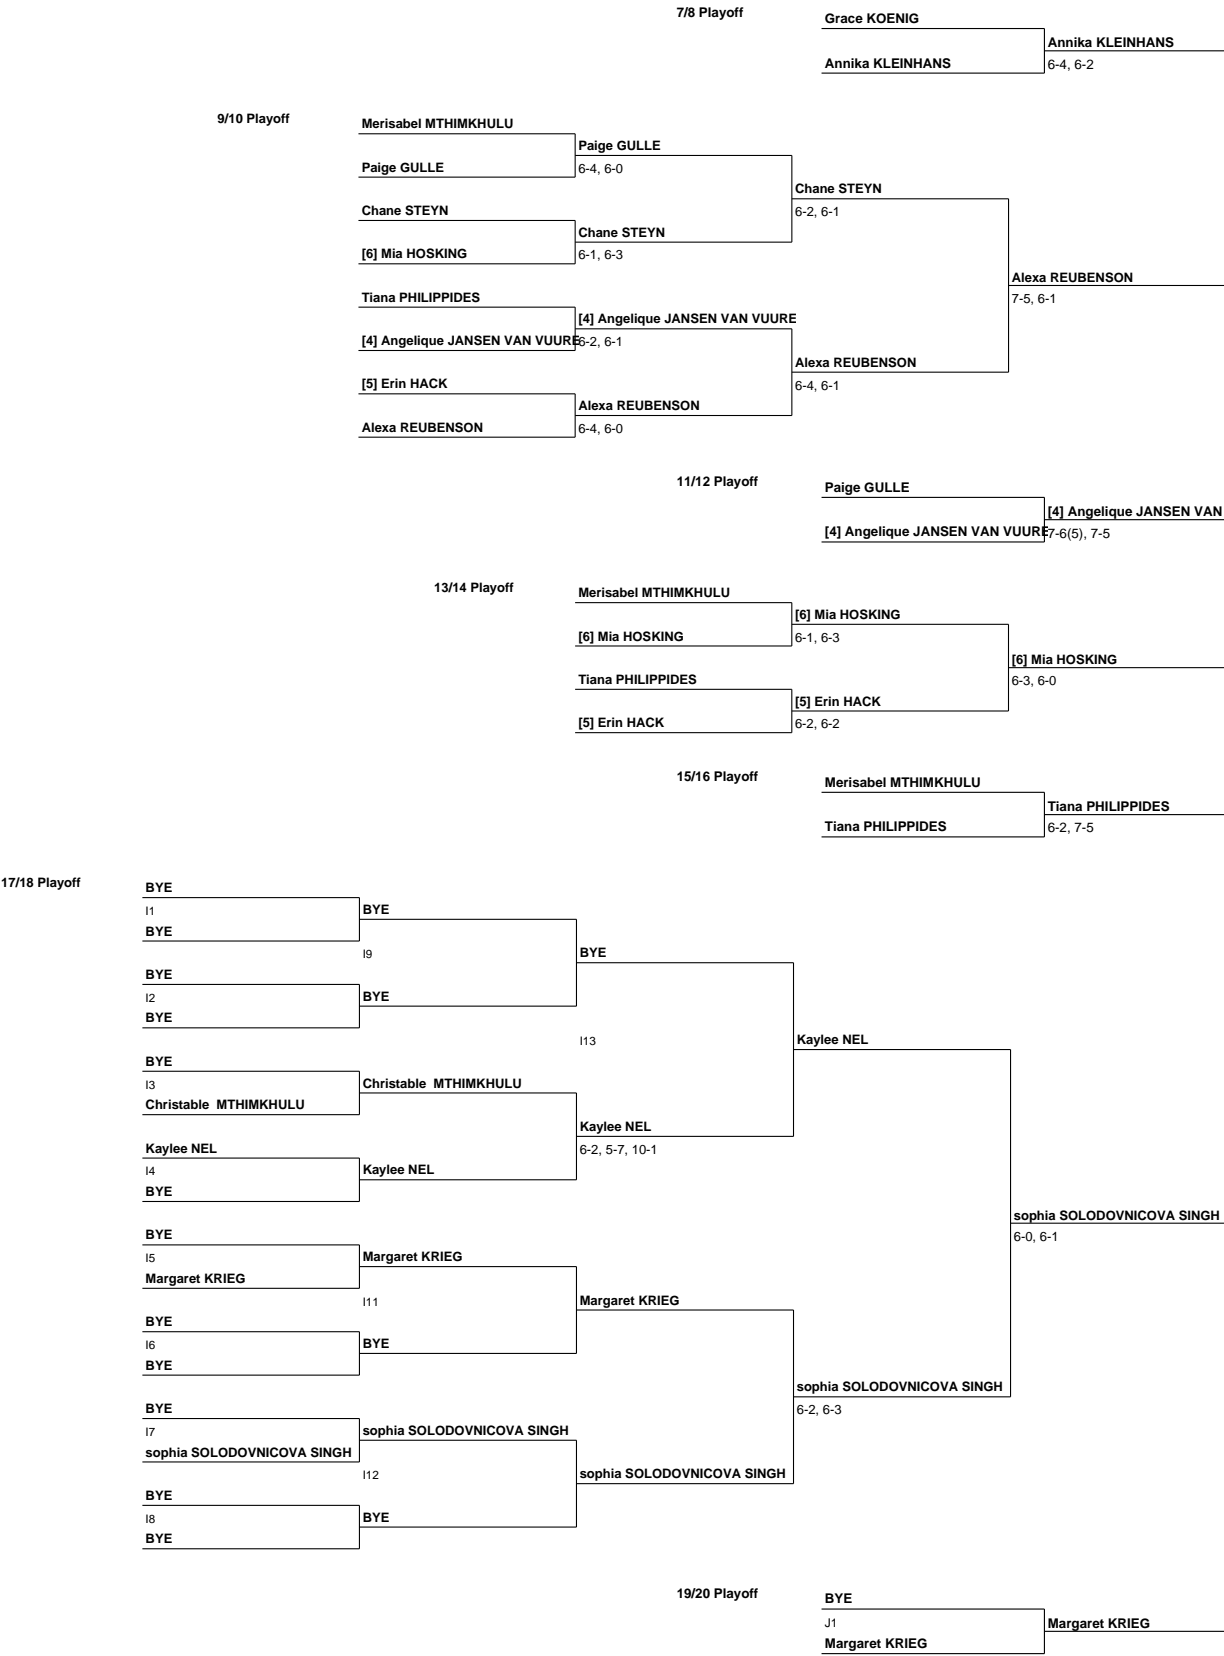 7/8 Playoff
Grace KOENIG
Annika KLEINHANS
Annika KLEINHANS
6-4, 6-2
9/10 Playoff
Merisabel MTHIMKHULU
Paige GULLE
Paige GULLE
6-4, 6-0
Chane STEYN
6-2, 6-1
Chane STEYN
Chane STEYN
[6] Mia HOSKING
6-1, 6-3
Alexa REUBENSON
7-5, 6-1
Tiana PHILIPPIDES
[4] Angelique JANSEN VAN VUURE
[4] Angelique JANSEN VAN VUURE
6-2, 6-1
Alexa REUBENSON
6-4, 6-1
[5] Erin HACK
Alexa REUBENSON
Alexa REUBENSON
6-4, 6-0
11/12 Playoff
Paige GULLE
[4] Angelique JANSEN VAN
[4] Angelique JANSEN VAN VUURE
7-6(5), 7-5
13/14 Playoff
Merisabel MTHIMKHULU
[6] Mia HOSKING
[6] Mia HOSKING
6-1, 6-3
[6] Mia HOSKING
6-3, 6-0
Tiana PHILIPPIDES
[5] Erin HACK
[5] Erin HACK
6-2, 6-2
15/16 Playoff
Merisabel MTHIMKHULU
Tiana PHILIPPIDES
Tiana PHILIPPIDES
6-2, 7-5
17/18 Playoff
BYE
I1
BYE
BYE
I9
BYE
BYE
I2
BYE
BYE
I13
Kaylee NEL
BYE
I3
Christable  MTHIMKHULU
Christable  MTHIMKHULU
Kaylee NEL
6-2, 5-7, 10-1
Kaylee NEL
I4
Kaylee NEL
BYE
sophia SOLODOVNICOVA SINGH
6-0, 6-1
BYE
I5
Margaret KRIEG
Margaret KRIEG
I11
Margaret KRIEG
BYE
I6
BYE
BYE
sophia SOLODOVNICOVA SINGH
6-2, 6-3
BYE
I7
sophia SOLODOVNICOVA SINGH
sophia SOLODOVNICOVA SINGH
I12
sophia SOLODOVNICOVA SINGH
BYE
I8
BYE
BYE
19/20 Playoff
BYE
J1
Margaret KRIEG
Margaret KRIEG